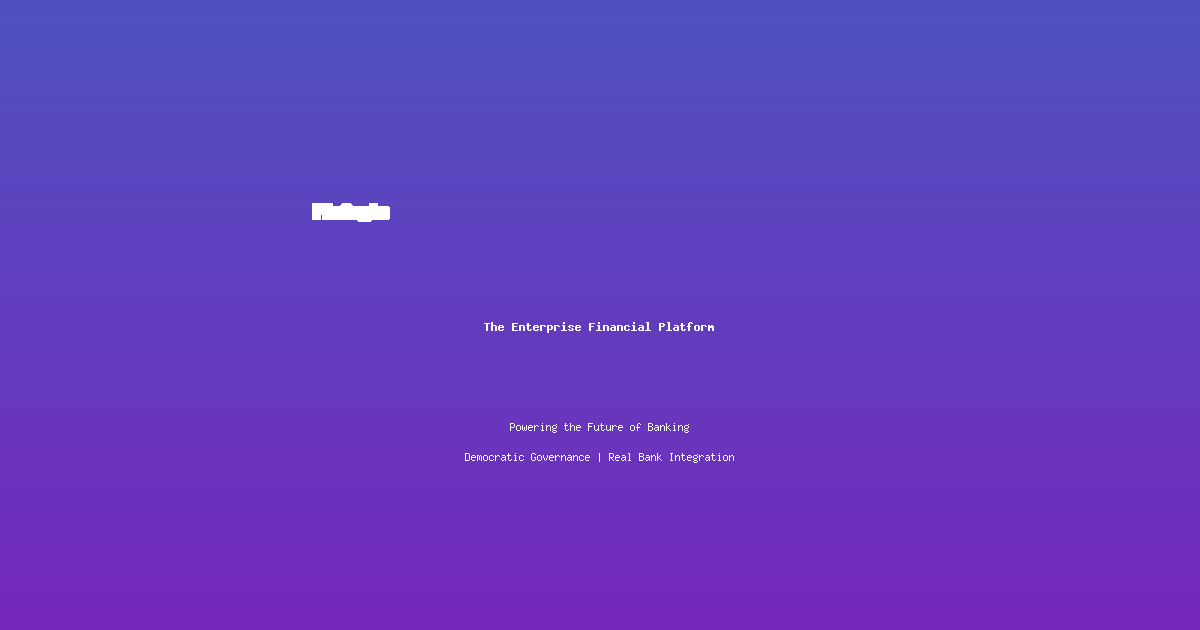 The Enterprise Financial Platform
Powering the Future of Banking
Democratic Governance | Real Bank Integration